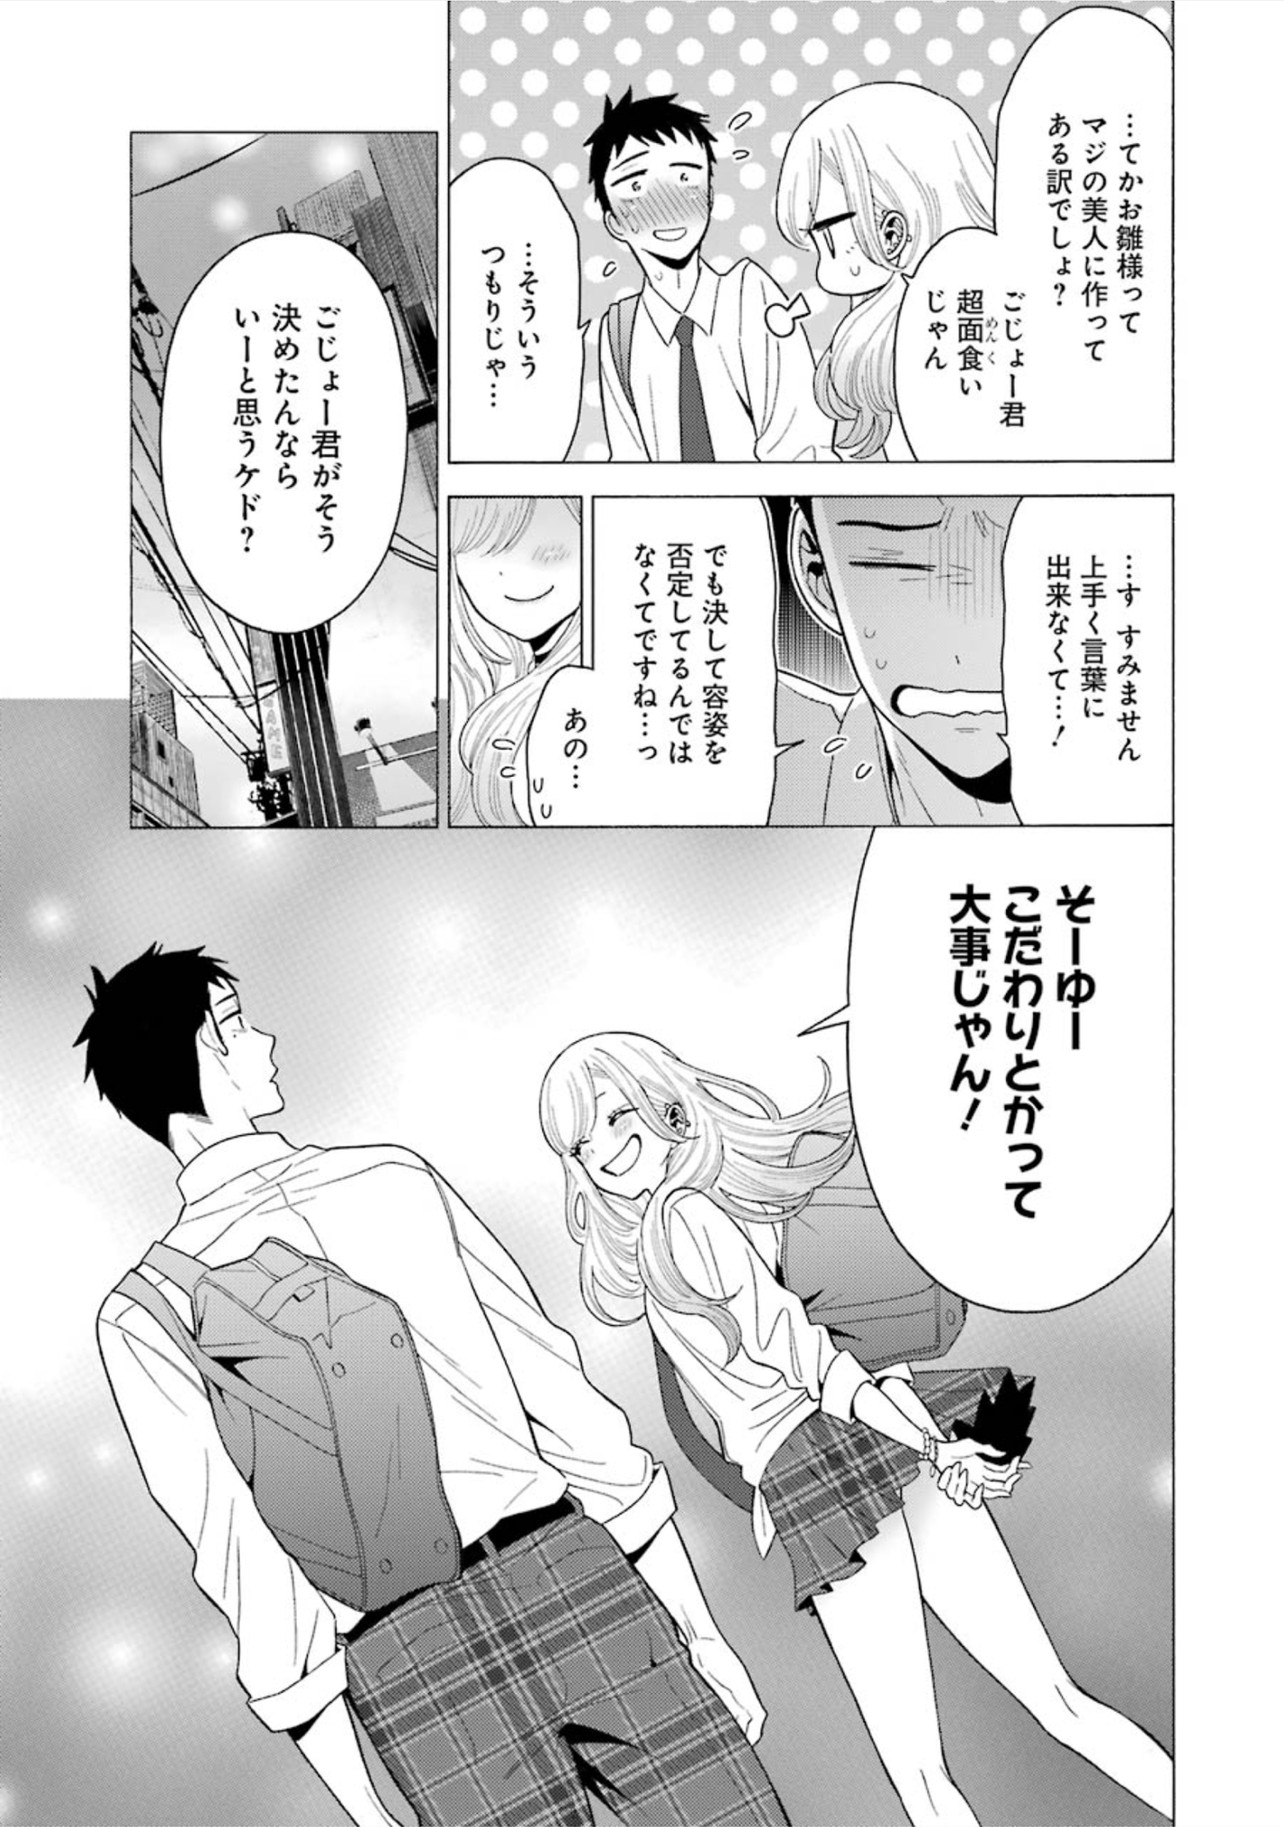 …てかお雛様って
マジの美人に作って
ある訳でしょ?
ごじょー君
超面食い
めんく
じゃん
…そういう
つもりじゃ…
…す すみません
上手く言葉に
出来なくて…!
でも決して容姿を
否定してるんでは
なくてですね…っ
あの…
ごじょー君がそう
決めたんなら
いーと思うケド?
GAME
そーゆー
こだわりとかって
大事じゃん!